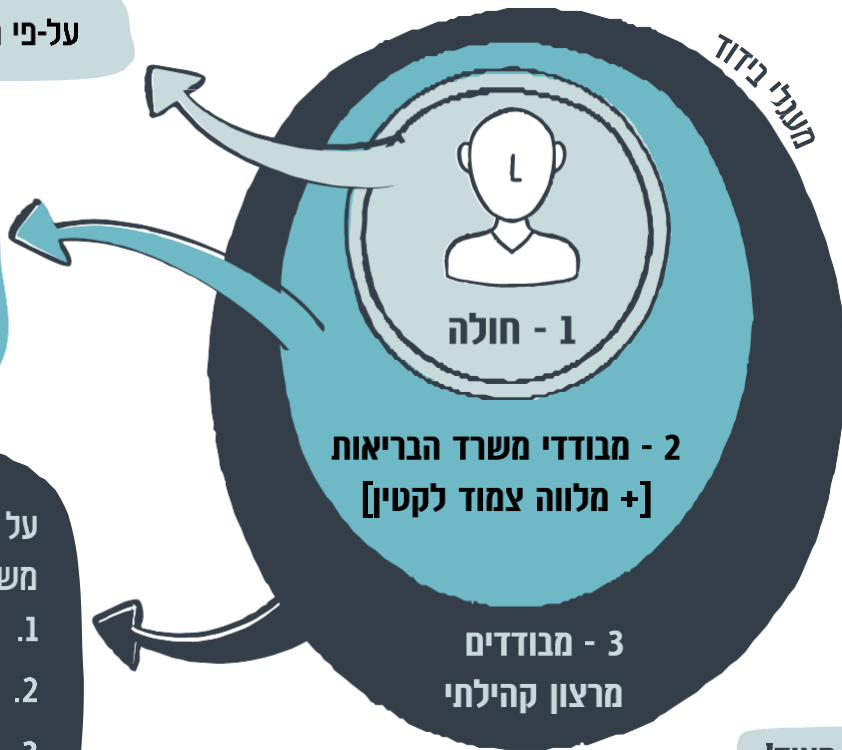 מעגלי בידוד
על-פי
1 - חולה
2 - מבודדי משרד הבריאות
[+ מלווה צמוד לקטין]
3 - מבודדים
מרצון קהילתי
על
1.
2.